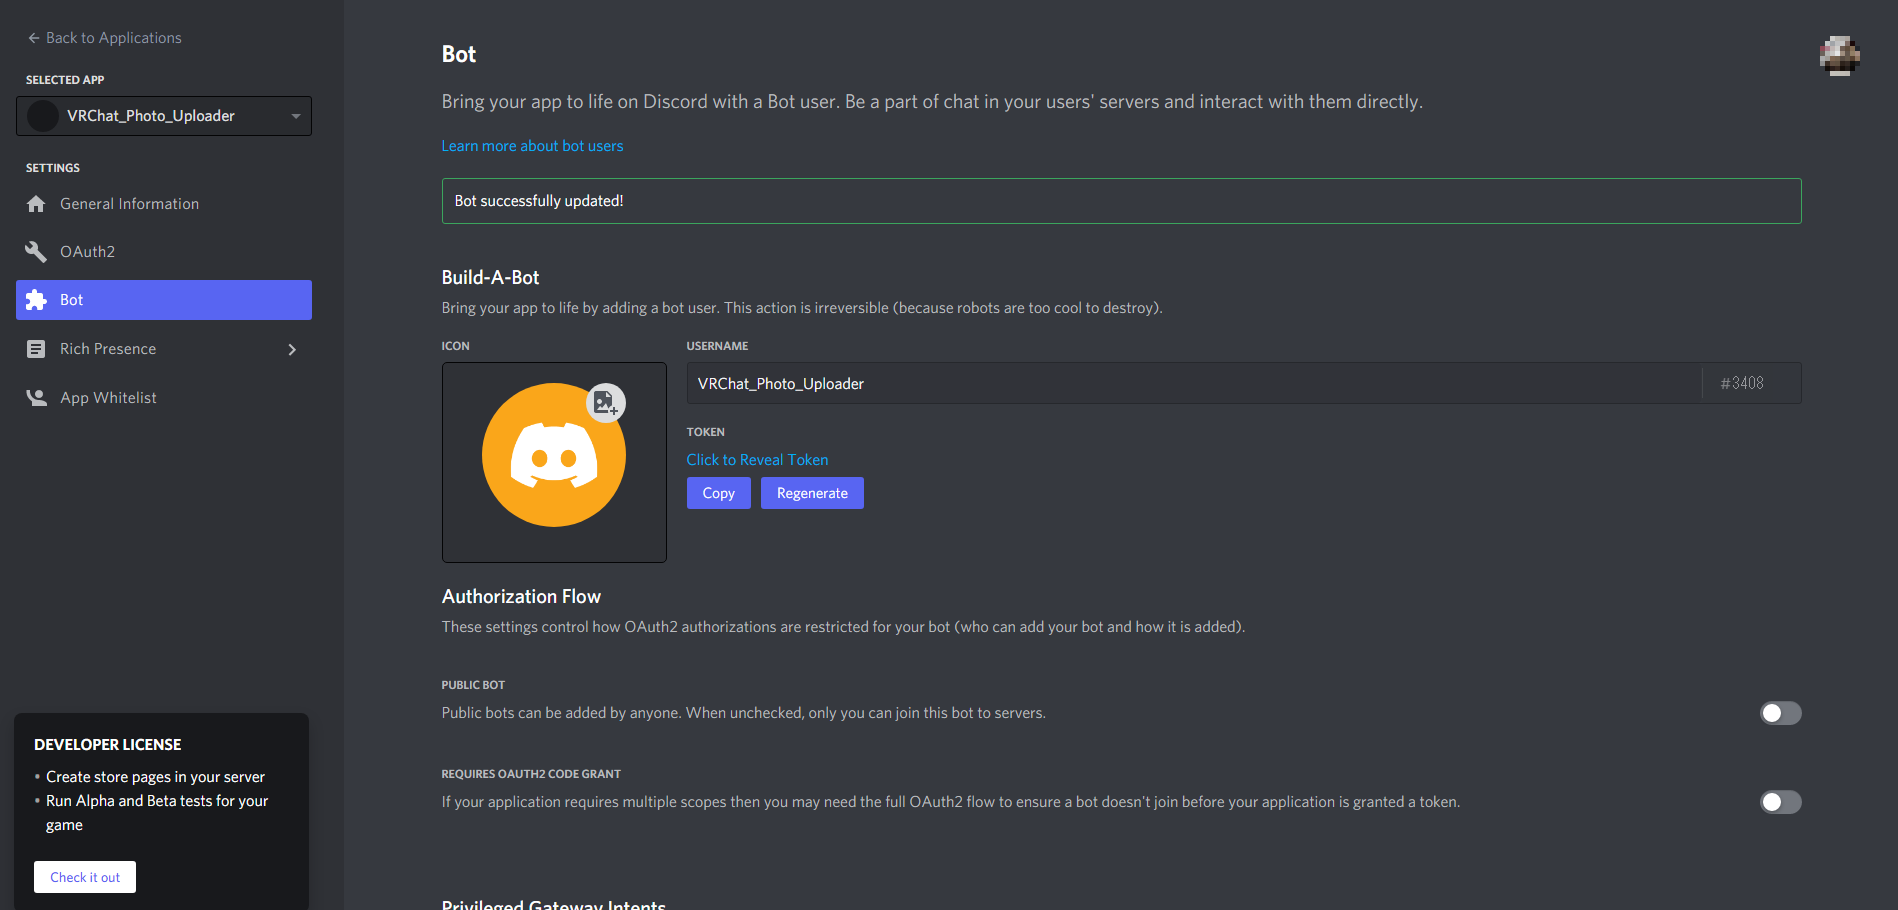 Back to Applications
SELECTED APP
VRChat_Photo_Uploader
SETTINGS
General Information
OAuth2
Bot
Rich Presence
App Whitelist
DEVELOPER LICENSE
• Create store pages in your server
• Run Alpha and Beta tests for your
game
Check it out
Bot
Bring your app to life on Discord with a Bot user. Be a part of chat in your users' servers and interact with them directly.
Learn more about bot users
Bot successfully updated!
Build-A-Bot
Bring your app to life by adding a bot user. This action is irreversible (because robots are too cool to destroy).
ICON
USERNAME
VRChat_Photo_Uploader
#3408
TOKEN
Click to Reveal Token
Copy
Regenerate
Authorization Flow
These settings control how OAuth2 authorizations are restricted for your bot (who can add your bot and how it is added).
PUBLIC BOT
Public bots can be added by anyone. When unchecked, only you can join this bot to servers.
REQUIRES OAUTH2 CODE GRANT
If your application requires multiple scopes then you may need the full OAuth2 flow to ensure a bot doesn't join before your application is granted a token.
Privileged Gateway Intents